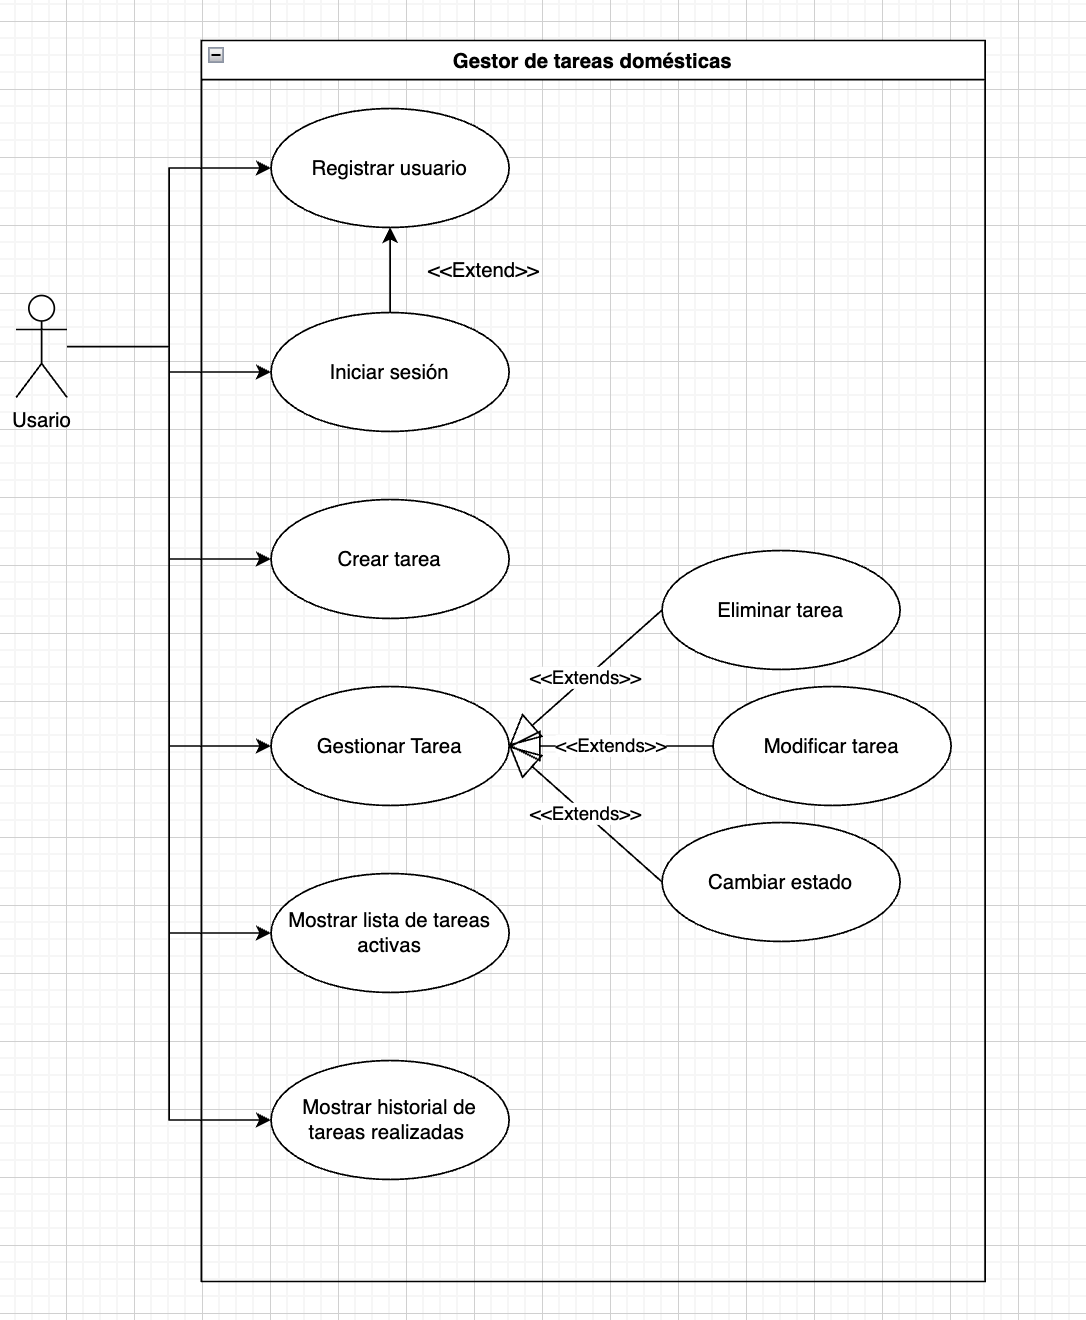 Gestor de tareas domésticas
Registrar usuario
<<Extend>>
Iniciar sesión
Usario
Crear tarea
Eliminar tarea
<<Extends>>
Gestionar Tarea
<<Extends>>
Modificar tarea
<<Extends>>
Cambiar estado
Mostrar lista de tareas
activas
Mostrar historial de
tareas realizadas